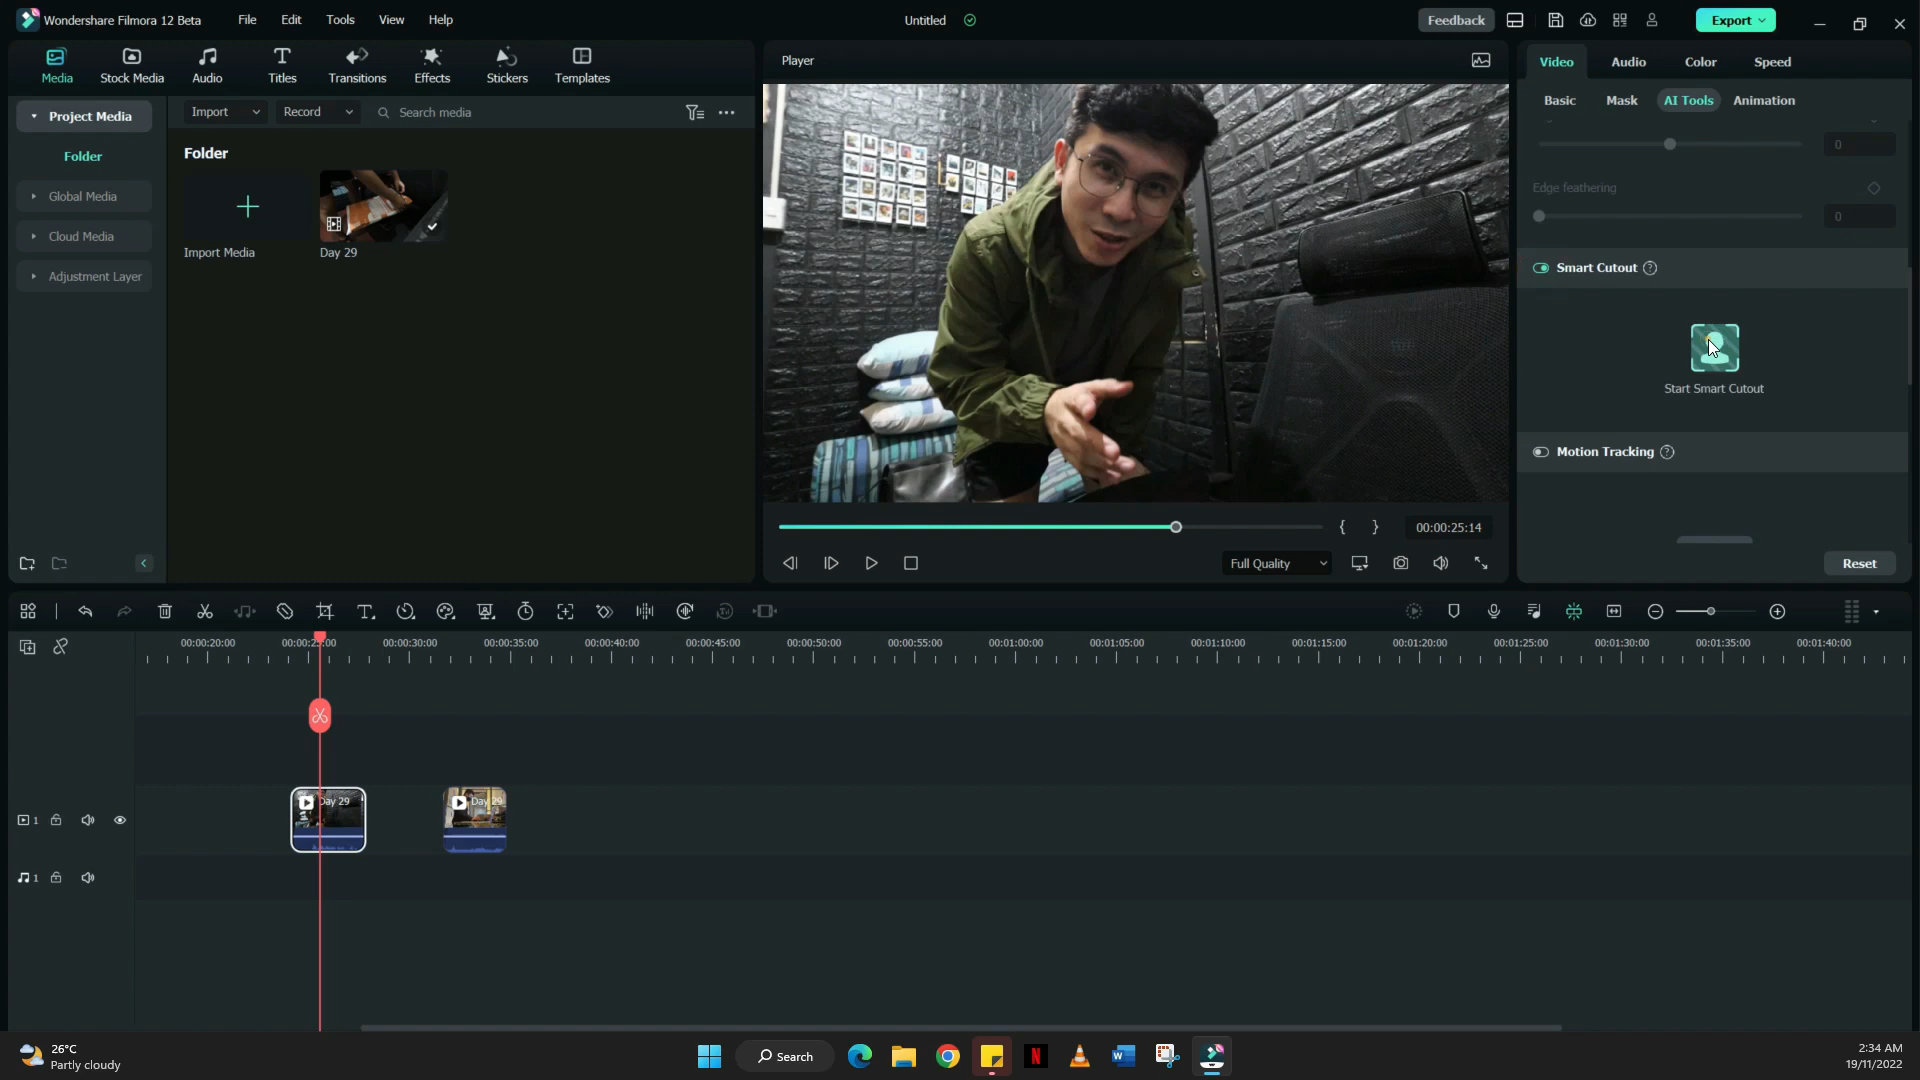 Wondershare Filmora 12 Beta
File Edit Tools View Help
Untitled
Feedback
Export
Media
Stock Media
Audio
Titles
Transitions
Effects
Stickers
Templates
Player
Video
Audio
Color
Speed
Project Media
Import
Record
Search media
Basic
Mask
AI Tools
Animation
Folder
Folder
Global Media
Cloud Media
Adjustment Layer
Import Media
Day 29
0
Edge feathering
0
Smart Cutout
Start Smart Cutout
Motion Tracking
{ }
00:00:25:14
Full Quality
Reset
00:00:20:00 00:00:25:00 00:00:30:00 00:00:35:00 00:00:40:00 00:00:45:00 00:00:50:00 00:00:55:00 00:01:00:00 00:01:05:00 00:01:10:00 00:01:15:00 00:01:20:00 00:01:25:00 00:01:30:00 00:01:35:00 00:01:40:00
1
Day 29
Day 29
1
26°C
Partly cloudy
Search
2:34 AM
19/11/2022